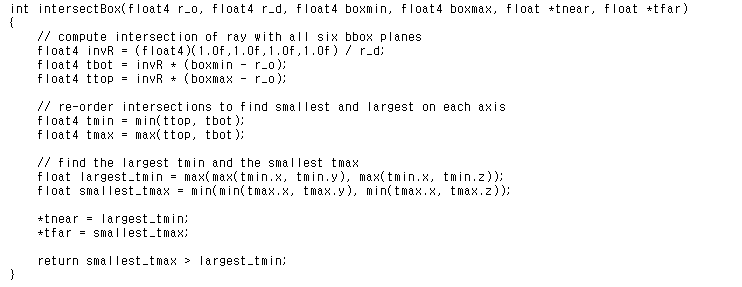 int intersectBox(float4 r_o, float4 r_d, float4 boxmin, float4 boxmax, float *tnear, float *tfar)
{
    // compute intersection of ray with all six bbox planes
    float4 invR = (float4)(1.0f,1.0f,1.0f,1.0f) / r_d;
    float4 tbot = invR * (boxmin - r_o);
    float4 ttop = invR * (boxmax - r_o);

    // re-order intersections to find smallest and largest on each axis
    float4 tmin = min(ttop, tbot);
    float4 tmax = max(ttop, tbot);

    // find the largest tmin and the smallest tmax
    float largest_tmin = max(max(tmin.x, tmin.y), max(tmin.x, tmin.z));
    float smallest_tmax = min(min(tmax.x, tmax.y), min(tmax.x, tmax.z));

    *tnear = largest_tmin;
    *tfar = smallest_tmax;

    return smallest_tmax > largest_tmin;
}